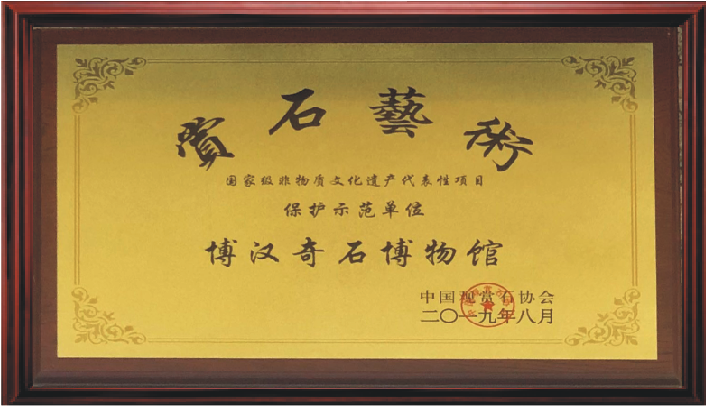 賞石藝術
国家级非物质文化遗产代表性项目
保护示范单位
博汉奇石博物馆
中国观赏石协会
二〇一九年八月